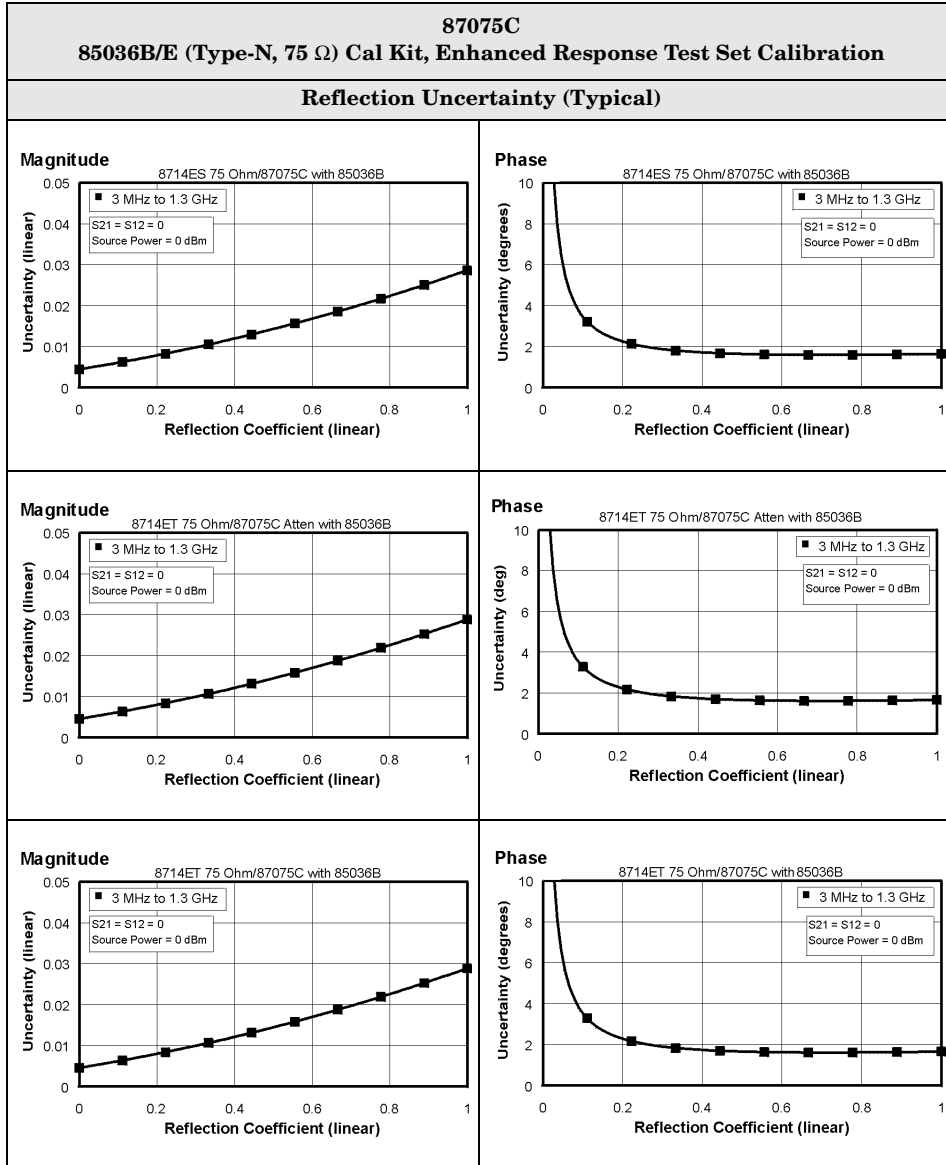 87075C
85036B/E (Type-N, 75 Ω) Cal Kit, Enhanced Response Test Set Calibration
Reflection Uncertainty (Typical)
Magnitude
8714ES 75 Ohm/87075C with 85036B
Uncertainty (linear)
0.05
0.04
0.03
0.02
0.01
0
■ 3 MHz to 1.3 GHz
S21 = S12 = 0
Source Power = 0 dBm
0 0.2 0.4 0.6 0.8 1
Reflection Coefficient (linear)
Phase
8714ES 75 Ohm/87075C with 85036B
Uncertainty (degrees)
10
8
6
4
2
0
■ 3 MHz to 1.3 GHz
S21 = S12 = 0
Source Power = 0 dBm
0 0.2 0.4 0.6 0.8 1
Reflection Coefficient (linear)
Magnitude
8714ET 75 Ohm/87075C Atten with 85036B
Uncertainty (linear)
0.05
0.04
0.03
0.02
0.01
0
■ 3 MHz to 1.3 GHz
S21 = S12 = 0
Source Power = 0 dBm
0 0.2 0.4 0.6 0.8 1
Reflection Coefficient (linear)
Phase
8714ET 75 Ohm/87075C Atten with 85036B
Uncertainty (deg)
10
8
6
4
2
0
■ 3 MHz to 1.3 GHz
S21 = S12 = 0
Source Power = 0 dBm
0 0.2 0.4 0.6 0.8 1
Reflection Coefficient (linear)
Magnitude
8714ET 75 Ohm/87075C with 85036B
Uncertainty (linear)
0.05
0.04
0.03
0.02
0.01
0
■ 3 MHz to 1.3 GHz
S21 = S12 = 0
Source Power = 0 dBm
0 0.2 0.4 0.6 0.8 1
Reflection Coefficient (linear)
Phase
8714ET 75 Ohm/87075C with 85036B
Uncertainty (degrees)
10
8
6
4
2
0
■ 3 MHz to 1.3 GHz
S21 = S12 = 0
Source Power = 0 dBm
0 0.2 0.4 0.6 0.8 1
Reflection Coefficient (linear)